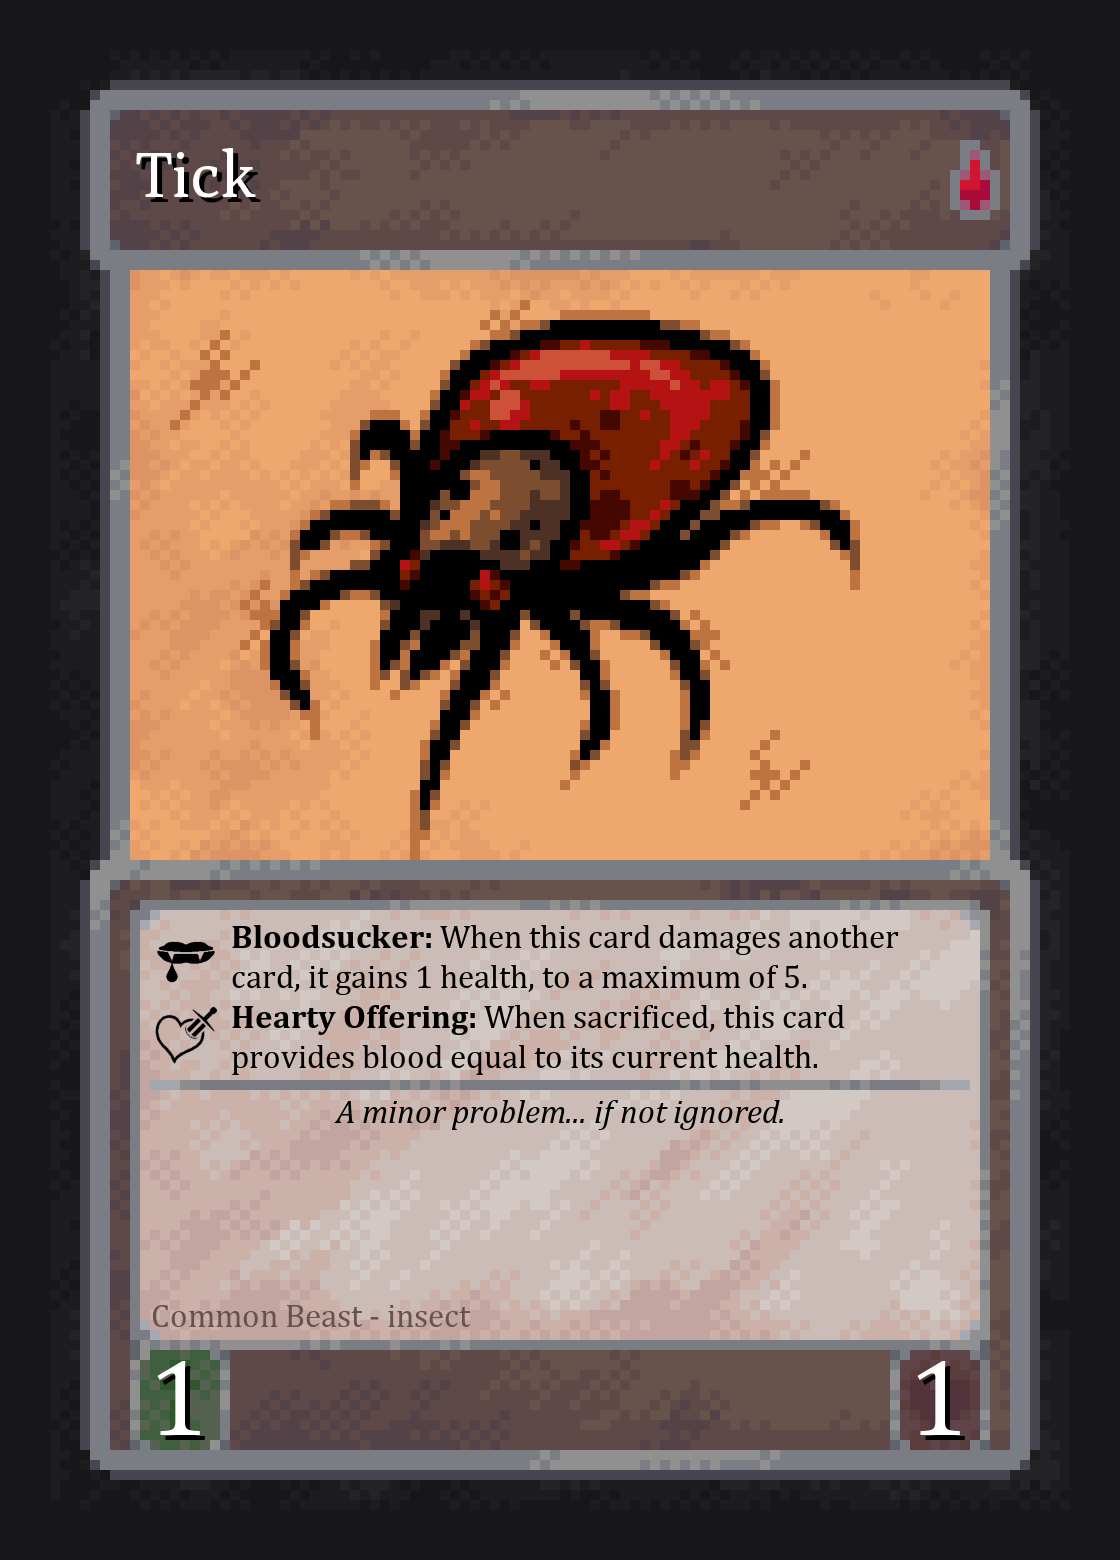 Tick
Bloodsucker: When this card damages another
card, it gains 1 health, to a maximum of 5.
Hearty Offering: When sacrificed, this card
provides blood equal to its current health.
A minor problem... if not ignored.
Common Beast - insect
1
1